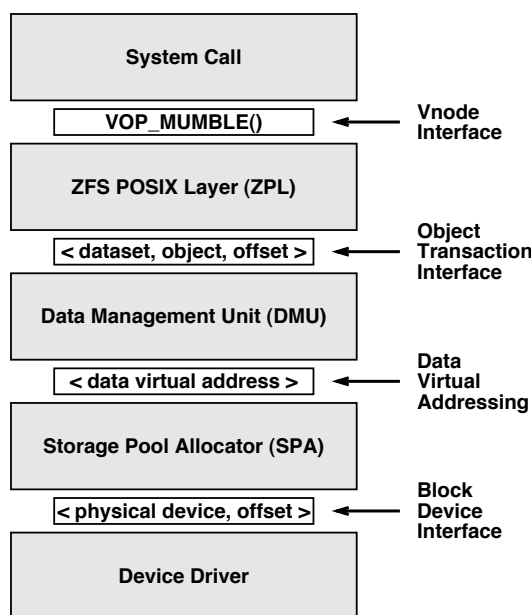 System Call
VOP_MUMBLE()
Vnode
Interface
ZFS POSIX Layer (ZPL)
< dataset, object, offset >
Object
Transaction
Interface
Data Management Unit (DMU)
< data virtual address >
Data
Virtual
Addressing
Storage Pool Allocator (SPA)
< physical device, offset >
Block
Device
Interface
Device Driver